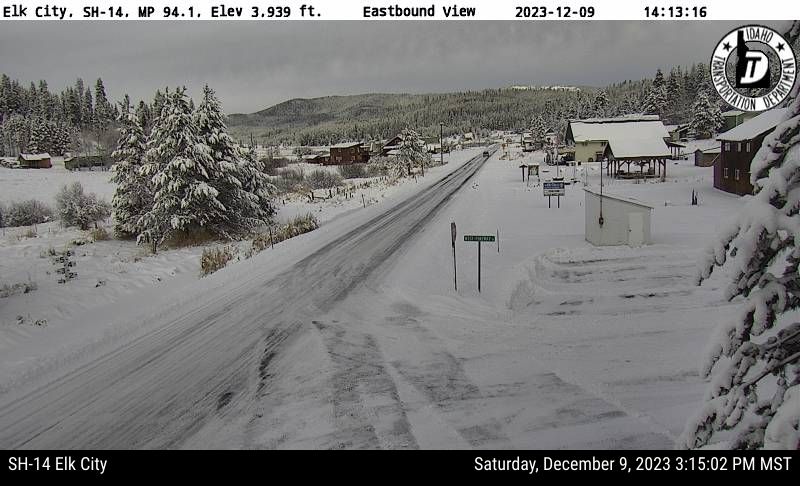 Elk City, SH-14, MP 94.1, Elev 3,939 ft. Eastbound View 2023-12-09 14:13:16
IDAHO
TRANSPORTATION DEPARTMENT
SH-14 Elk City Saturday, December 9, 2023 3:15:02 PM MST